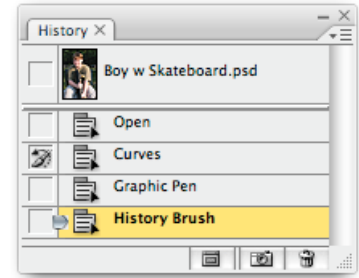 History
Boy w Skateboard.psd
Open
Curves
Graphic Pen
History Brush